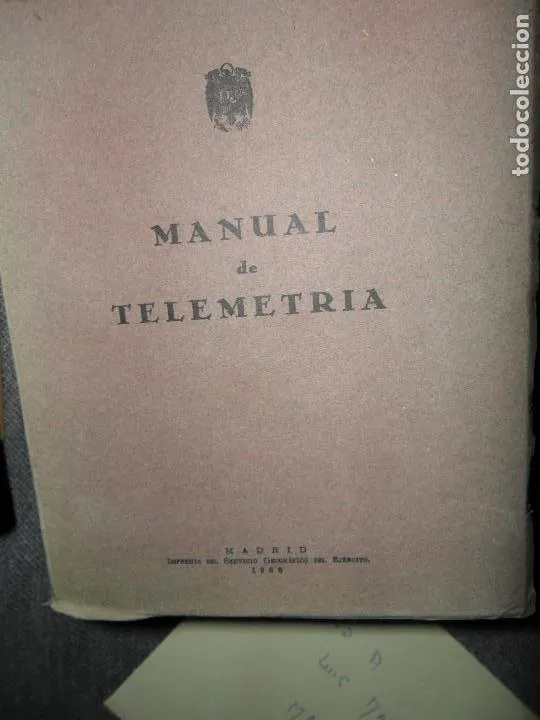 MANUAL
de
TELEMETRIA
MADRID
IMPRENTA DEL SERVICIO GEOGRÁFICO DEL EJÉRCITO.
todocoleccion